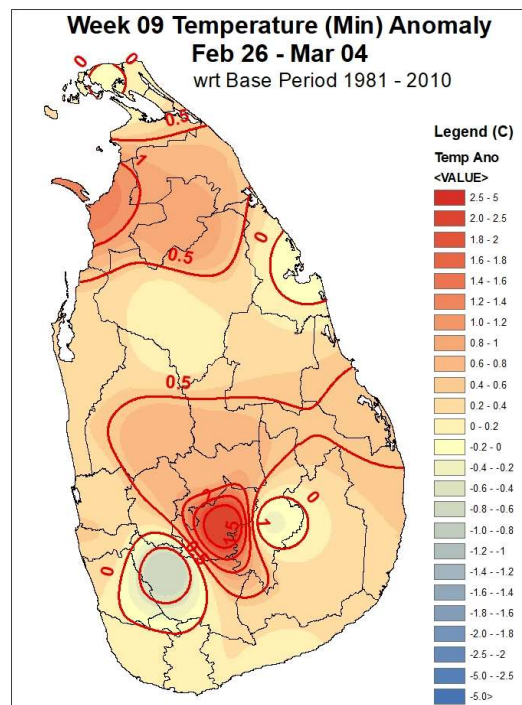 Week 09 Temperature (Min) Anomaly
Feb 26 - Mar 04
wrt Base Period 1981 - 2010
0
0
0.5
1
0.5
0
0.5
1.5
1
0
0
Legend (C)
Temp Ano
<VALUE>
2.5 - 5
2.0 - 2.5
1.8 - 2
1.6 - 1.8
1.4 - 1.6
1.2 - 1.4
1.0 - 1.2
0.8 - 1
0.6 - 0.8
0.4 - 0.6
0.2 - 0.4
0 - 0.2
-0.2 - 0
-0.4 - -0.2
-0.6 - -0.4
-0.8 - -0.6
-1.0 - -0.8
-1.2 - -1
-1.4 - -1.2
-1.6 - -1.4
-1.8 - -1.6
-2.0 - -1.8
-2.5 - -2
-5.0 - -2.5
-5.0>